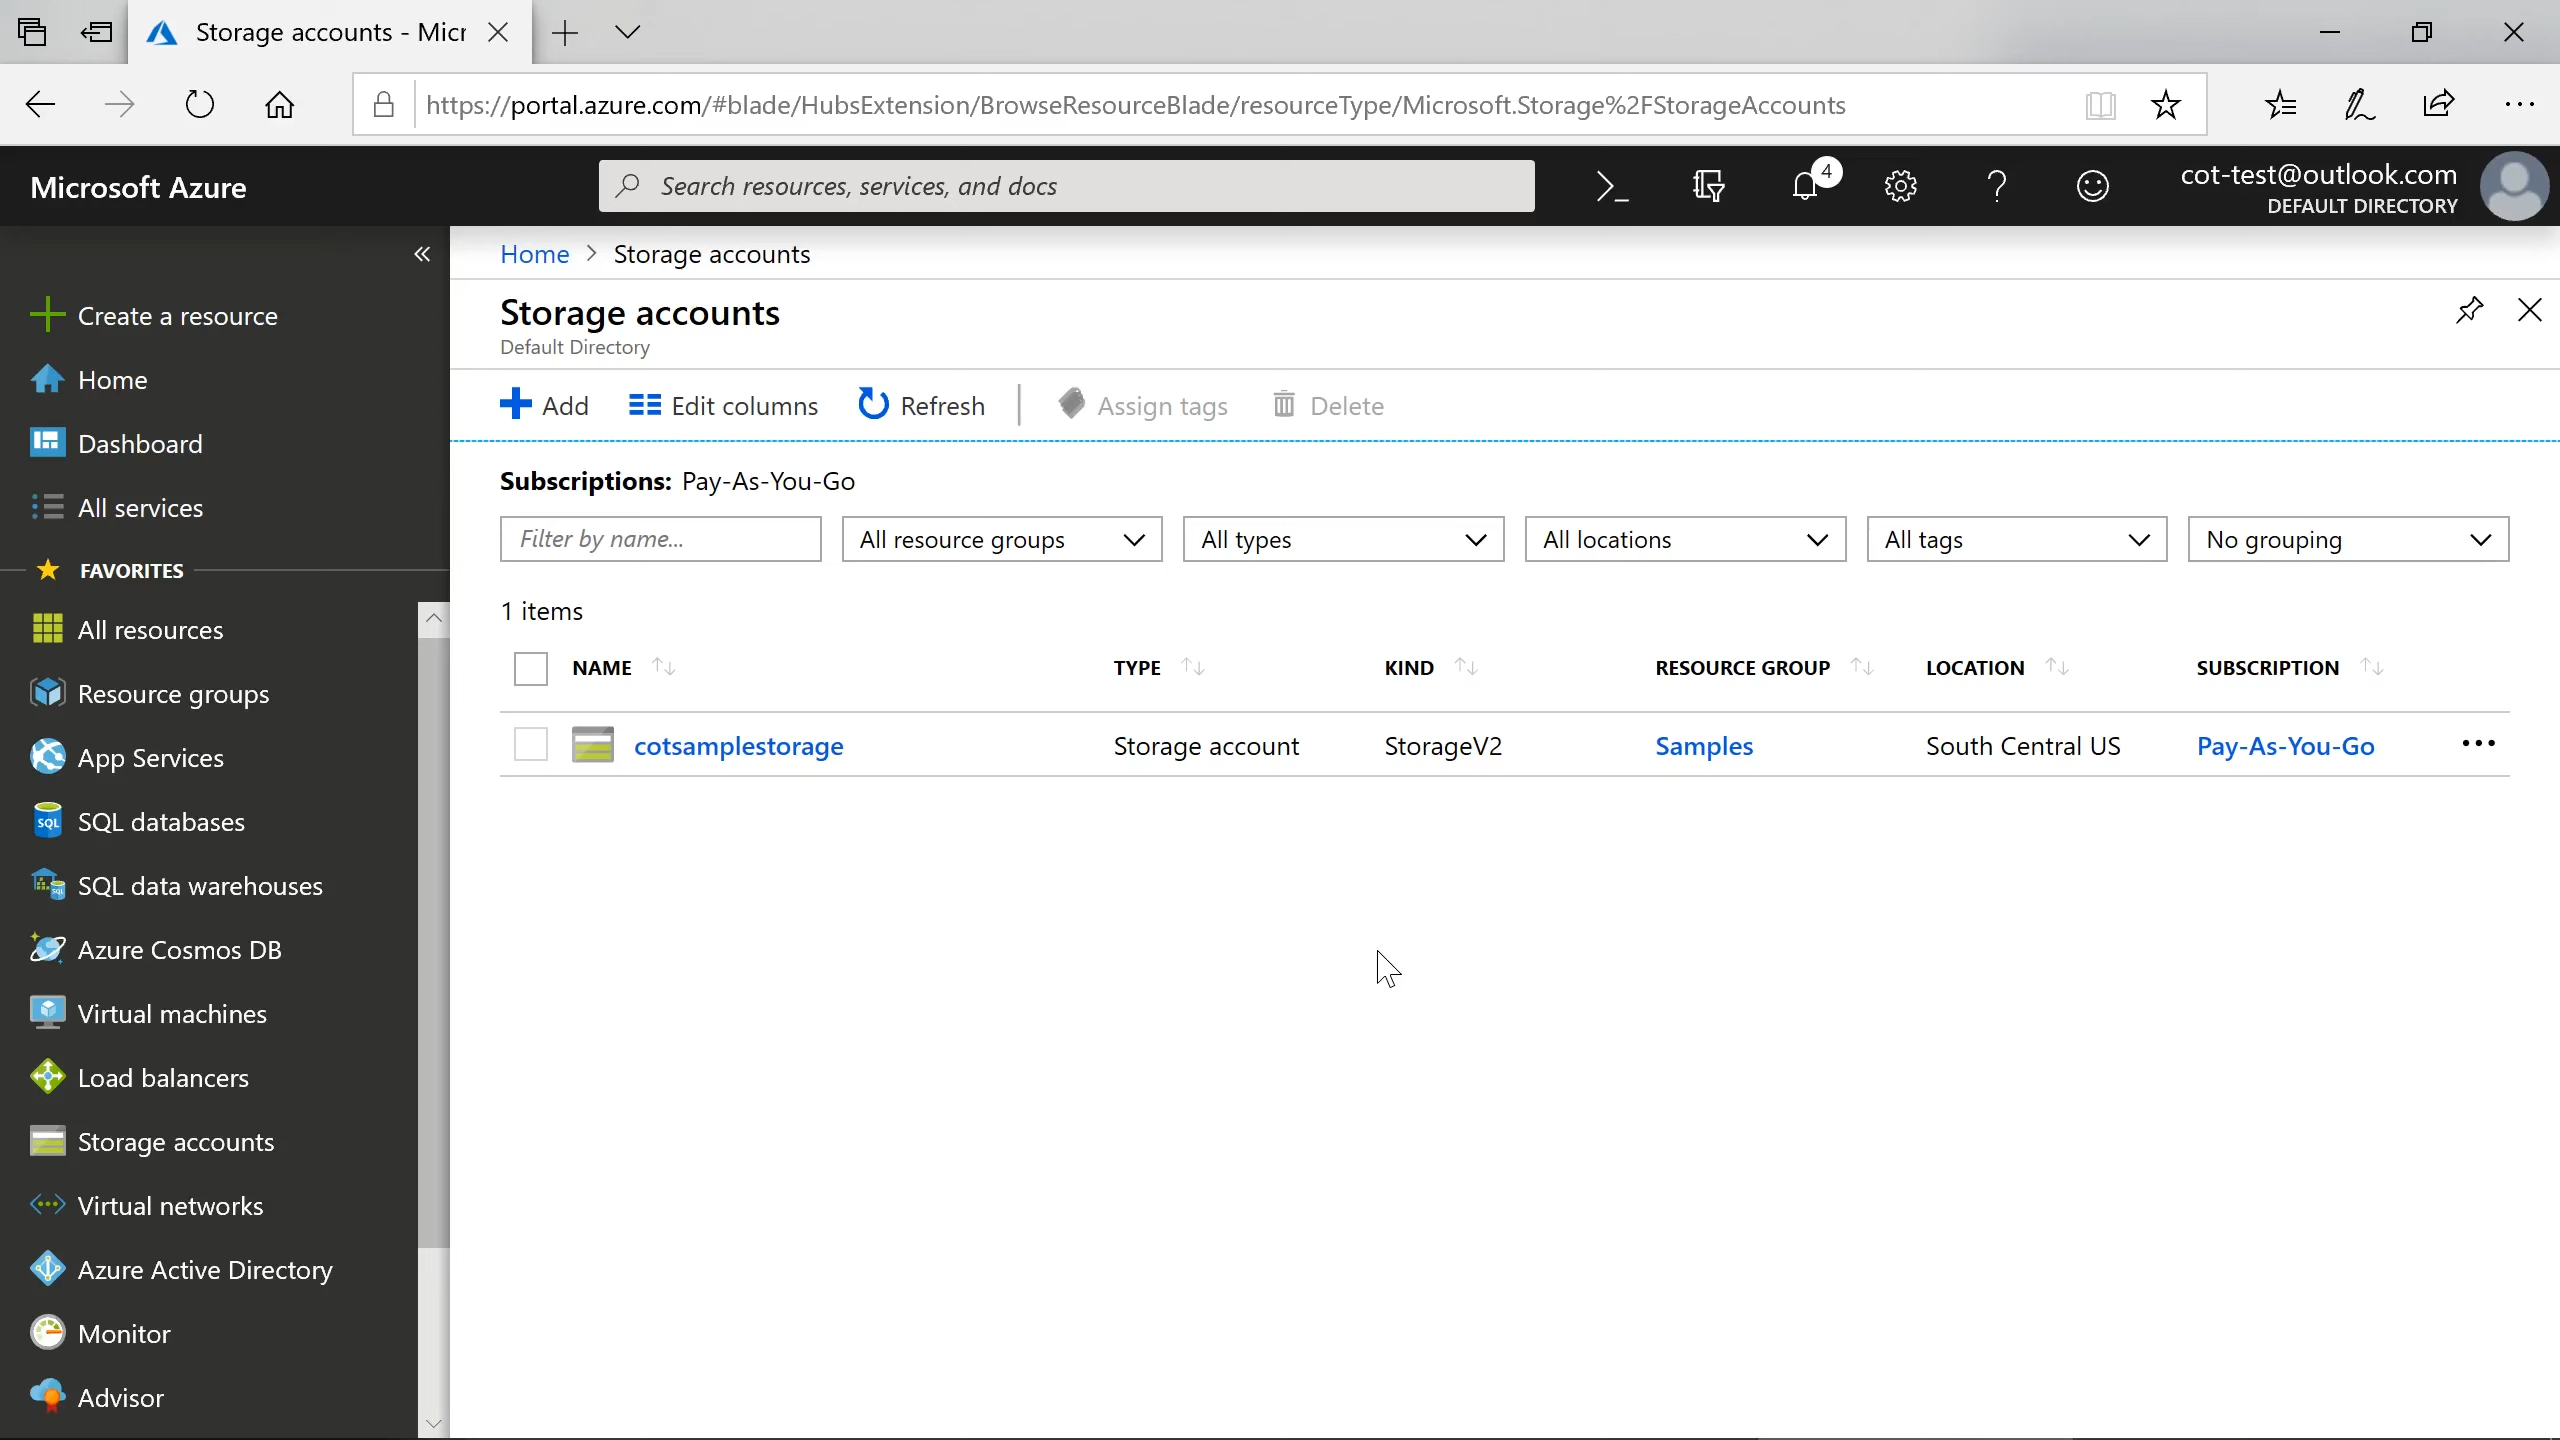 Storage accounts - Micr
https://portal.azure.com/#blade/HubsExtension/BrowseResourceBlade/resourceType/Microsoft.Storage%2FStorageAccounts
Microsoft Azure
Search resources, services, and docs
4
cot-test@outlook.com
DEFAULT DIRECTORY
Home > Storage accounts
Storage accounts
Default Directory
Add Edit columns Refresh Assign tags Delete
Subscriptions: Pay-As-You-Go
Filter by name... All resource groups All types All locations All tags No grouping
1 items
NAME TYPE KIND RESOURCE GROUP LOCATION SUBSCRIPTION
cotsamplestorage Storage account StorageV2 Samples South Central US Pay-As-You-Go
Create a resource
Home
Dashboard
All services
FAVORITES
All resources
Resource groups
App Services
SQL databases
SQL data warehouses
Azure Cosmos DB
Virtual machines
Load balancers
Storage accounts
Virtual networks
Azure Active Directory
Monitor
Advisor